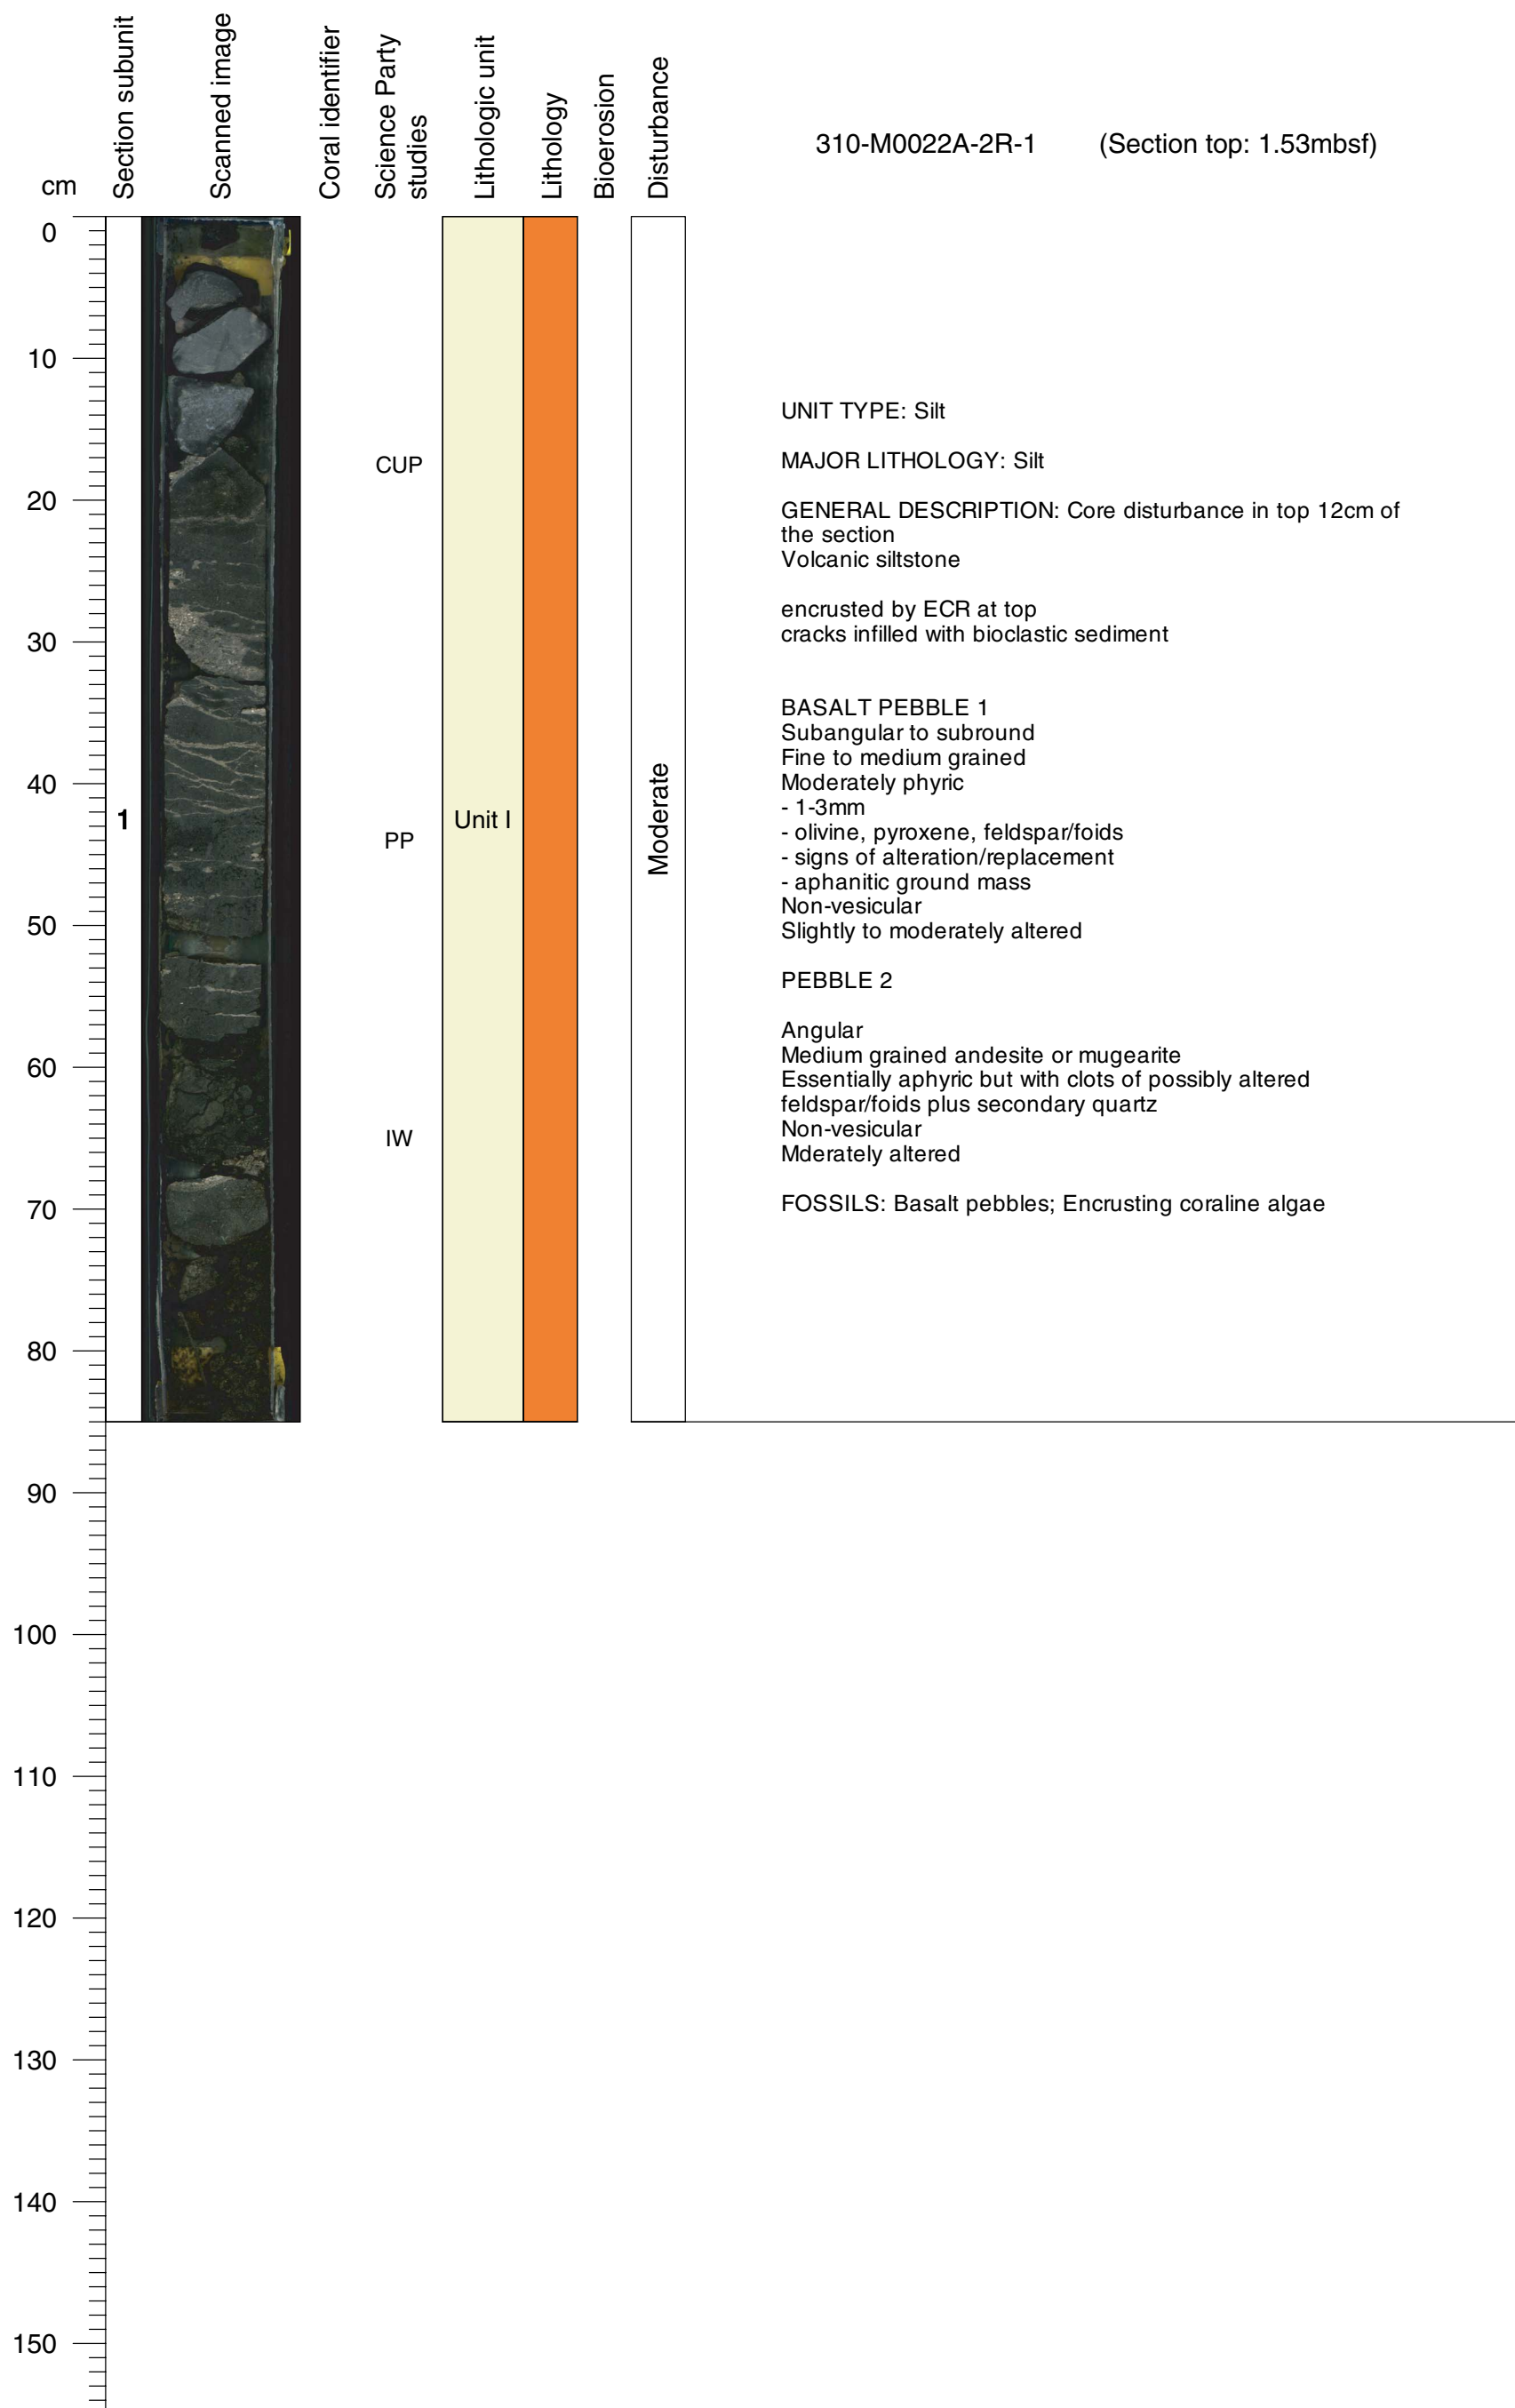 cm
Section subunit
Scanned image
Coral identifier
Science Party
studies
Lithologic unit
Lithology
Bioerosion
Disturbance
310-M0022A-2R-1 (Section top: 1.53mbsf)
0
10
20
30
40
50
60
70
80
90
100
110
120
130
140
150
1
CUP
PP
IW
Unit I
Moderate
UNIT TYPE: Silt
MAJOR LITHOLOGY: Silt
GENERAL DESCRIPTION: Core disturbance in top 12cm of
the section
Volcanic siltstone
encrusted by ECR at top
cracks infilled with bioclastic sediment
BASALT PEBBLE 1
Subangular to subround
Fine to medium grained
Moderately phyric
- 1-3mm
- olivine, pyroxene, feldspar/foids
- signs of alteration/replacement
- aphanitic ground mass
Non-vesicular
Slightly to moderately altered
PEBBLE 2
Angular
Medium grained andesite or mugearite
Essentially aphyric but with clots of possibly altered
feldspar/foids plus secondary quartz
Non-vesicular
Mderately altered
FOSSILS: Basalt pebbles; Encrusting coraline algae